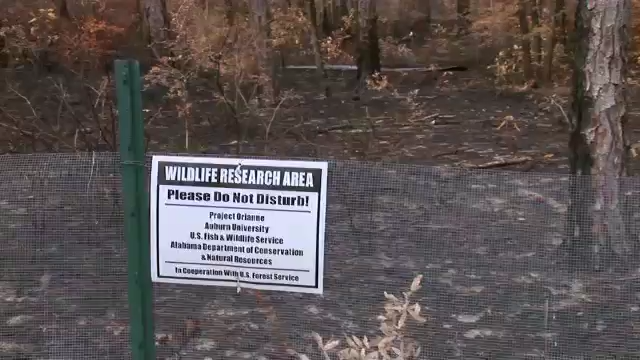 WILDLIFE RESEARCH AREA
Please Do Not Disturb!
Project Orianne
Auburn University
U.S. Fish & Wildlife Service
Alabama Department of Conservation
& Natural Resources
In Cooperation With U.S. Forest Service